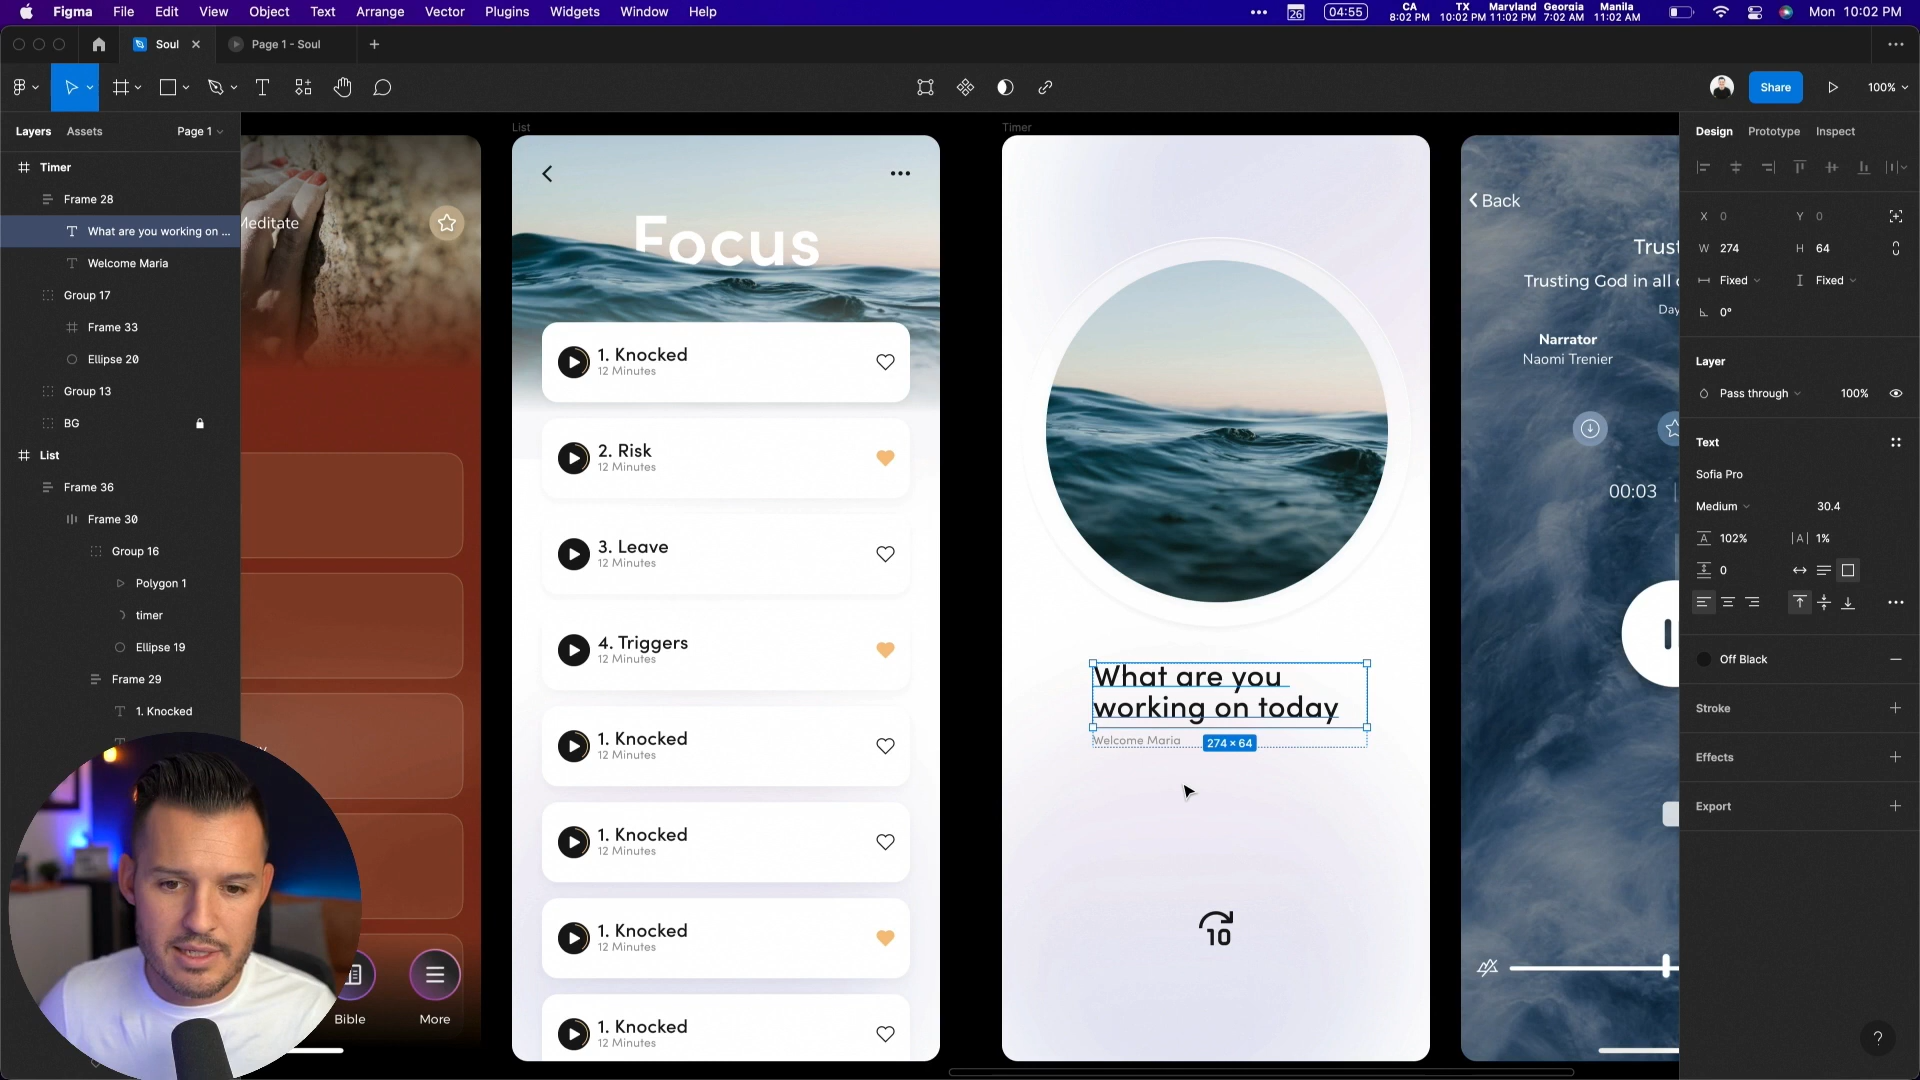 Figma File Edit View Object Text Arrange Vector Plugins Widgets Window Help
26 04:55 CA 8:02 PM TX 10:02 PM Maryland 11:02 PM Georgia 7:02 AM Manila 11:02 AM Mon 10:02 PM
Soul
Page 1 - Soul
Share
100%
Layers Assets Page 1
Timer
Frame 28
What are you working on ...
Welcome Maria
Group 17
Frame 33
Ellipse 20
Group 13
BG
List
Frame 36
Frame 30
Group 16
Polygon 1
timer
Ellipse 19
Frame 29
1. Knocked
Meditate
Bible
More
List
Focus
1. Knocked
12 Minutes
2. Risk
12 Minutes
3. Leave
12 Minutes
4. Triggers
12 Minutes
1. Knocked
12 Minutes
1. Knocked
12 Minutes
1. Knocked
12 Minutes
1. Knocked
12 Minutes
Timer
What are you
working on today
Welcome Maria
274 × 64
10
Back
Trust
Trusting God in all
Day
Narrator
Naomi Trenier
00:03
Design Prototype Inspect
X 0 Y 0
W 274 H 64
Fixed Fixed
0°
Layer
Pass through 100%
Text
Sofia Pro
Medium 30.4
102% |A| 1%
0
Off Black
Stroke
Effects
Export
?